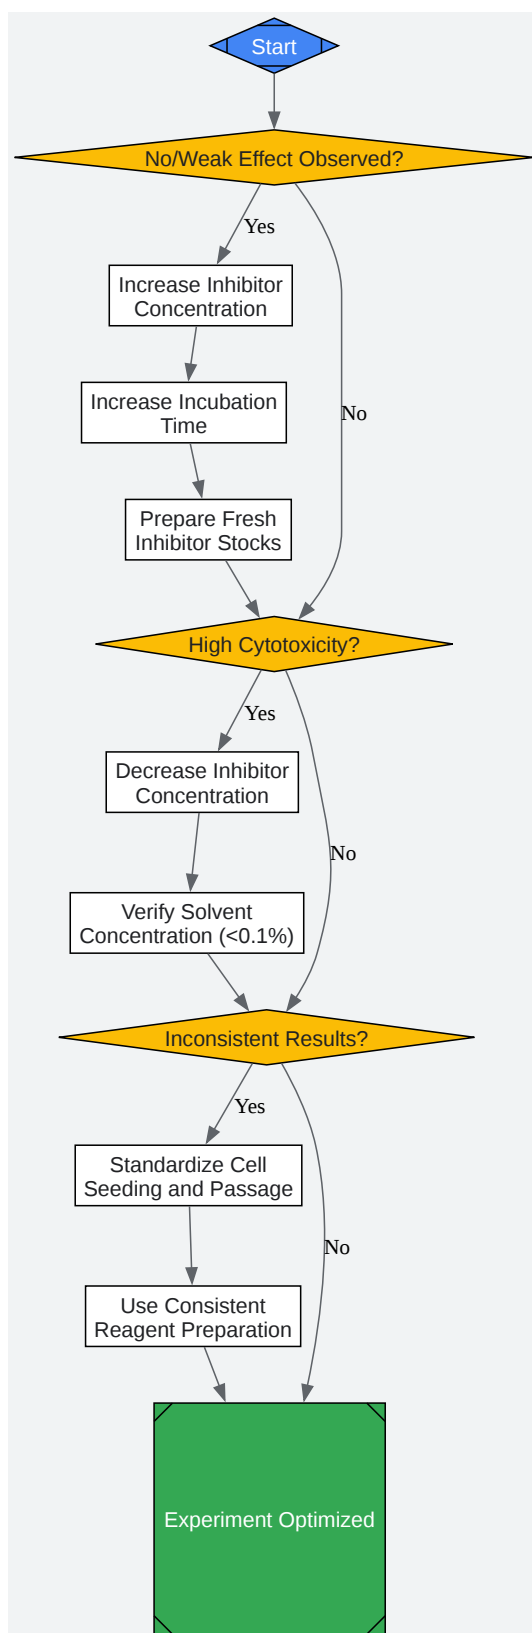 Start
No/Weak Effect Observed?
Yes
Increase Inhibitor
Concentration
Increase Incubation
Time
No
Prepare Fresh
Inhibitor Stocks
High Cytotoxicity?
Yes
Decrease Inhibitor
Concentration
No
Verify Solvent
Concentration (<0.1%)
Inconsistent Results?
Yes
Standardize Cell
Seeding and Passage
No
Use Consistent
Reagent Preparation
Experiment Optimized